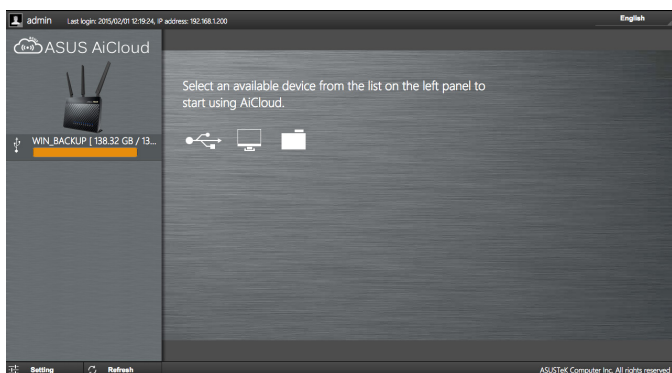 admin Last login: 2015/02/01 12:19:24, IP address: 192.168.1.200 English
ASUS AiCloud
Select an available device from the list on the left panel to
start using AiCloud.
WIN_BACKUP [ 138.32 GB / 13...
Setting Refresh ASUSTeK Computer Inc. All rights reserved